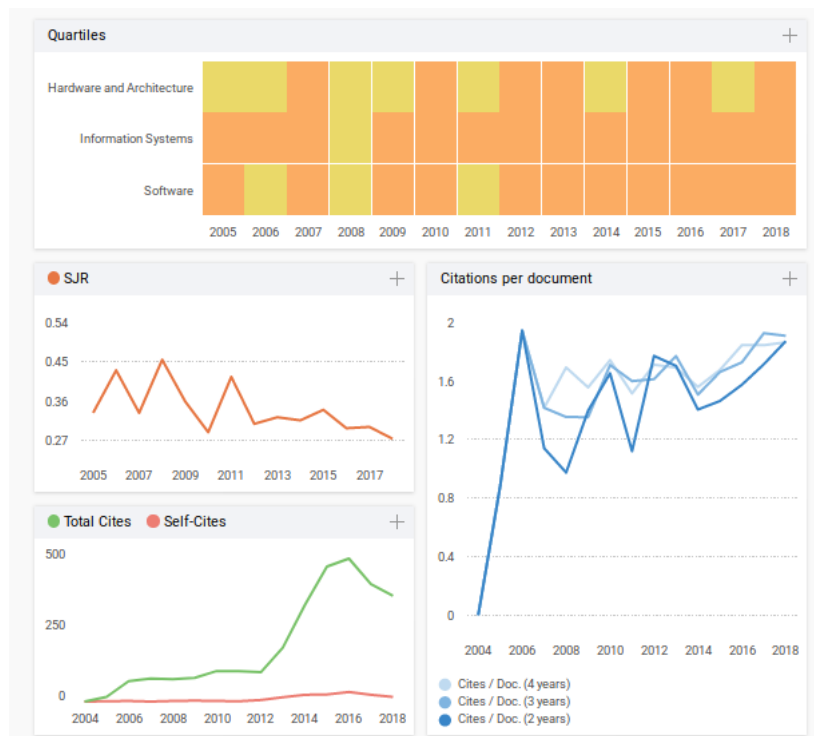 Quartiles
Hardware and Architecture
Information Systems
Software
2005 2006 2007 2008 2009 2010 2011 2012 2013 2014 2015 2016 2017 2018
SJR
0.54
0.45
0.36
0.27
2005 2007 2009 2011 2013 2015 2017
Total Cites Self-Cites
500
250
0
2004 2006 2008 2010 2012 2014 2016 2018
Citations per document
2
1.6
1.2
0.8
0.4
0
2004 2006 2008 2010 2012 2014 2016 2018
Cites / Doc. (4 years)
Cites / Doc. (3 years)
Cites / Doc. (2 years)